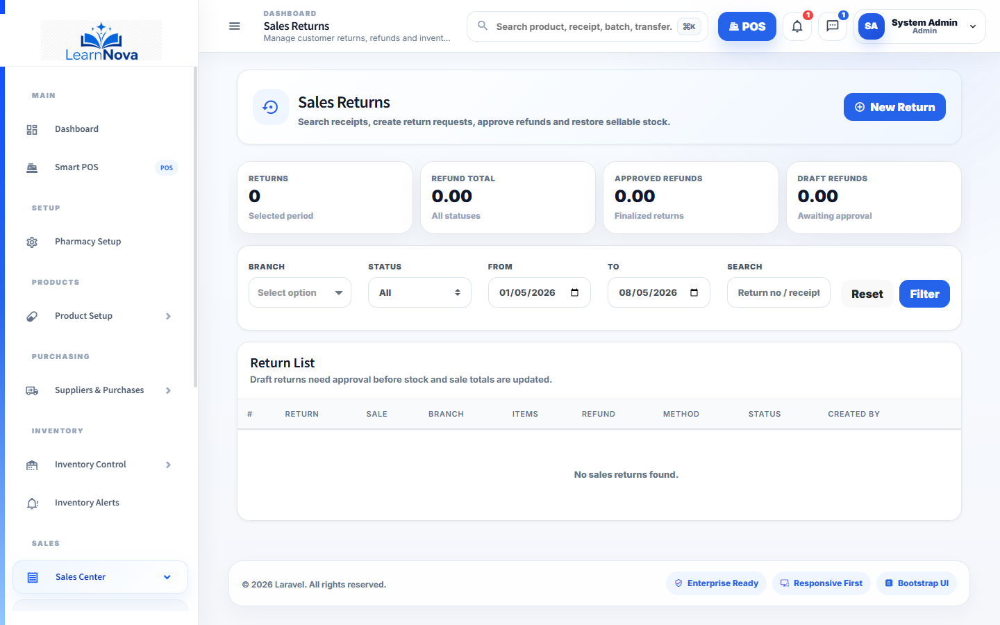 LearnNova
MAIN
Dashboard
Smart POS
POS
SETUP
Pharmacy Setup
PRODUCTS
Product Setup
PURCHASING
Suppliers & Purchases
INVENTORY
Inventory Control
Inventory Alerts
SALES
Sales Center
DASHBOARD
Sales Returns
Manage customer returns, refunds and invent...
Search product, receipt, batch, transfer.
⌘K
POS
1
1
SA
System Admin
Admin
Sales Returns
Search receipts, create return requests, approve refunds and restore sellable stock.
New Return
RETURNS
0
Selected period
REFUND TOTAL
0.00
All statuses
APPROVED REFUNDS
0.00
Finalized returns
DRAFT REFUNDS
0.00
Awaiting approval
BRANCH
Select option
STATUS
All
FROM
01/05/2026
TO
08/05/2026
SEARCH
Return no / receipt
Reset
Filter
Return List
Draft returns need approval before stock and sale totals are updated.
# RETURN SALE BRANCH ITEMS REFUND METHOD STATUS CREATED BY
No sales returns found.
© 2026 Laravel. All rights reserved.
Enterprise Ready
Responsive First
B Bootstrap UI